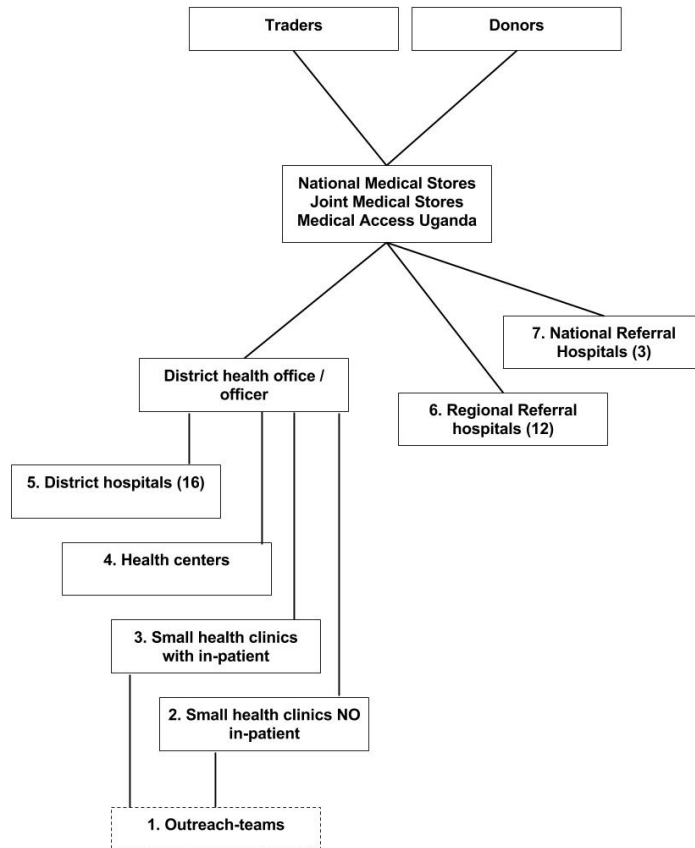 Traders
Donors
National Medical Stores
Joint Medical Stores
Medical Access Uganda
7. National Referral
Hospitals (3)
District health office /
officer
6. Regional Referral
hospitals (12)
5. District hospitals (16)
4. Health centers
3. Small health clinics
with in-patient
2. Small health clinics NO
in-patient
1. Outreach-teams